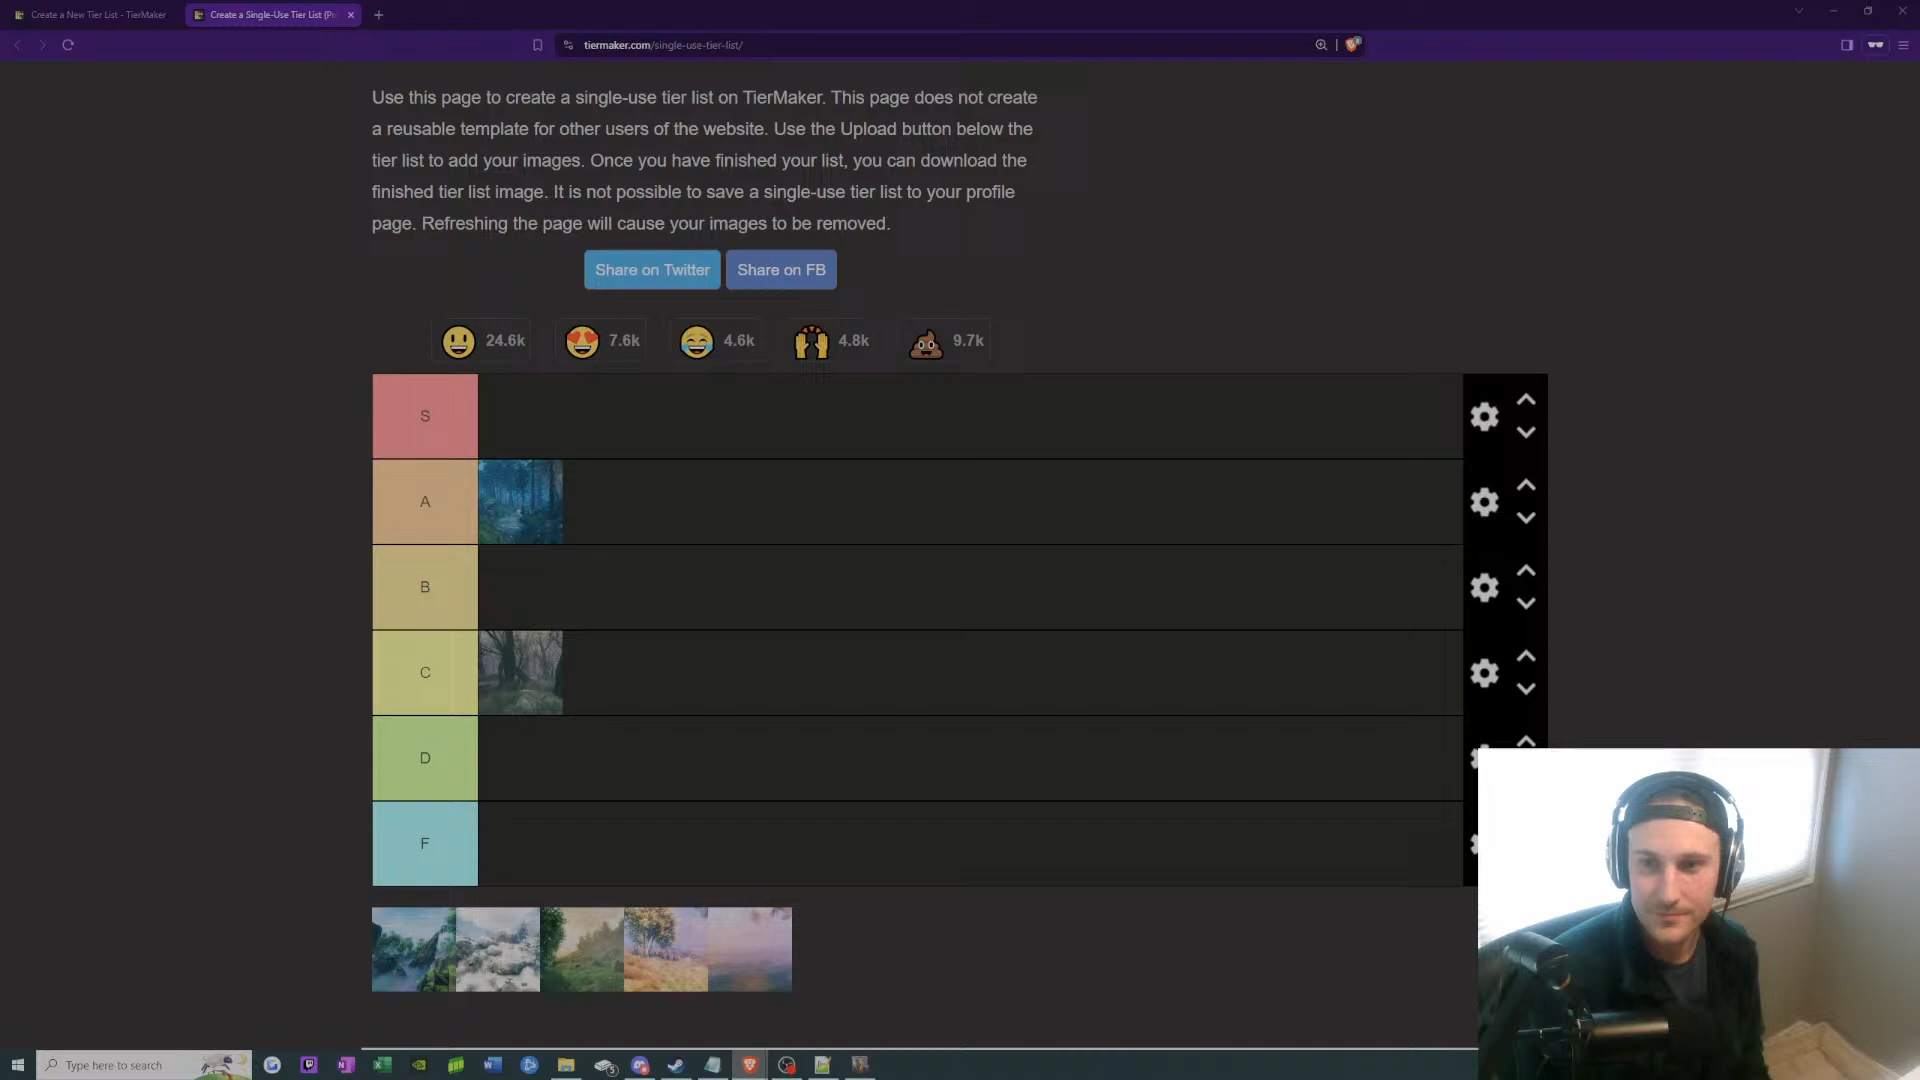 Create a New Tier List - TierMaker
Create a Single-Use Tier List (Pr
tiermaker.com/single-use-tier-list/
Use this page to create a single-use tier list on TierMaker. This page does not create
a reusable template for other users of the website. Use the Upload button below the
tier list to add your images. Once you have finished your list, you can download the
finished tier list image. It is not possible to save a single-use tier list to your profile
page. Refreshing the page will cause your images to be removed.
Share on Twitter
Share on FB
24.6k
7.6k
4.6k
4.8k
9.7k
S
A
B
C
D
F
Type here to search
5